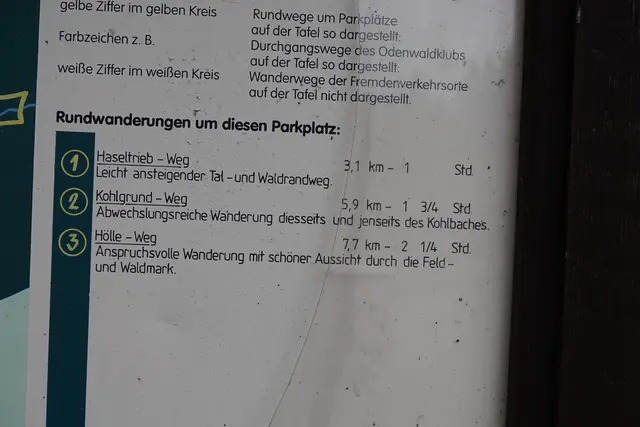 gelbe Ziffer im gelben Kreis
Rundwege um Parkplätze
auf der Tafel so dargestellt:
Farbzeichen z. B.
Durchgangswege des Odenwaldklubs
auf der Tafel so dargestellt:
weiße Ziffer im weißen Kreis
Wanderwege der Fremdenverkehrsorte
auf der Tafel nicht dargestellt.
Rundwanderungen um diesen Parkplatz:
1 Haseltrieb - Weg 3,1 km - 1 Std.
Leicht ansteigender Tal - und Waldrandweg.
2 Kohlgrund - Weg 5,9 km - 1 3/4 Std.
Abwechslungsreiche Wanderung diesseits und jenseits des Kohlbaches.
3 Hölle - Weg 7,7 km - 2 1/4 Std.
Anspruchsvolle Wanderung mit schöner Aussicht durch die Feld -
und Waldmark.